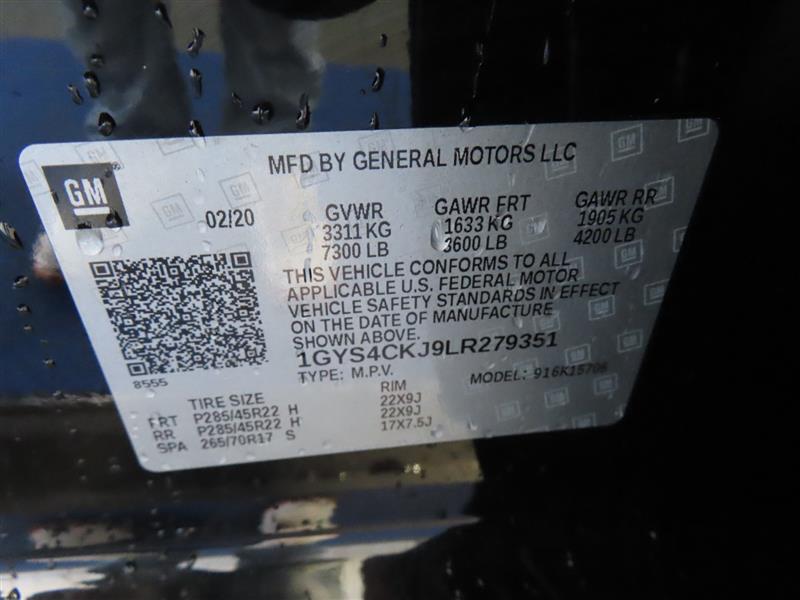 GM
MFD BY GENERAL MOTORS LLC
02/20 GVWR GAWR FRT GAWR RR
3311 KG 1633 KG 1905 KG
7300 LB 3600 LB 4200 LB
THIS VEHICLE CONFORMS TO ALL
APPLICABLE U.S. FEDERAL MOTOR
VEHICLE SAFETY STANDARDS IN EFFECT
ON THE DATE OF MANUFACTURE
SHOWN ABOVE.
1GYS4CKJ9LR279351
8555
TYPE: M.P.V. MODEL: 916K15706
TIRE SIZE RIM
FRT P285/45R22 H 22X9J
RR P285/45R22 H 22X9J
SPA 265/70R17 S 17X7.5J